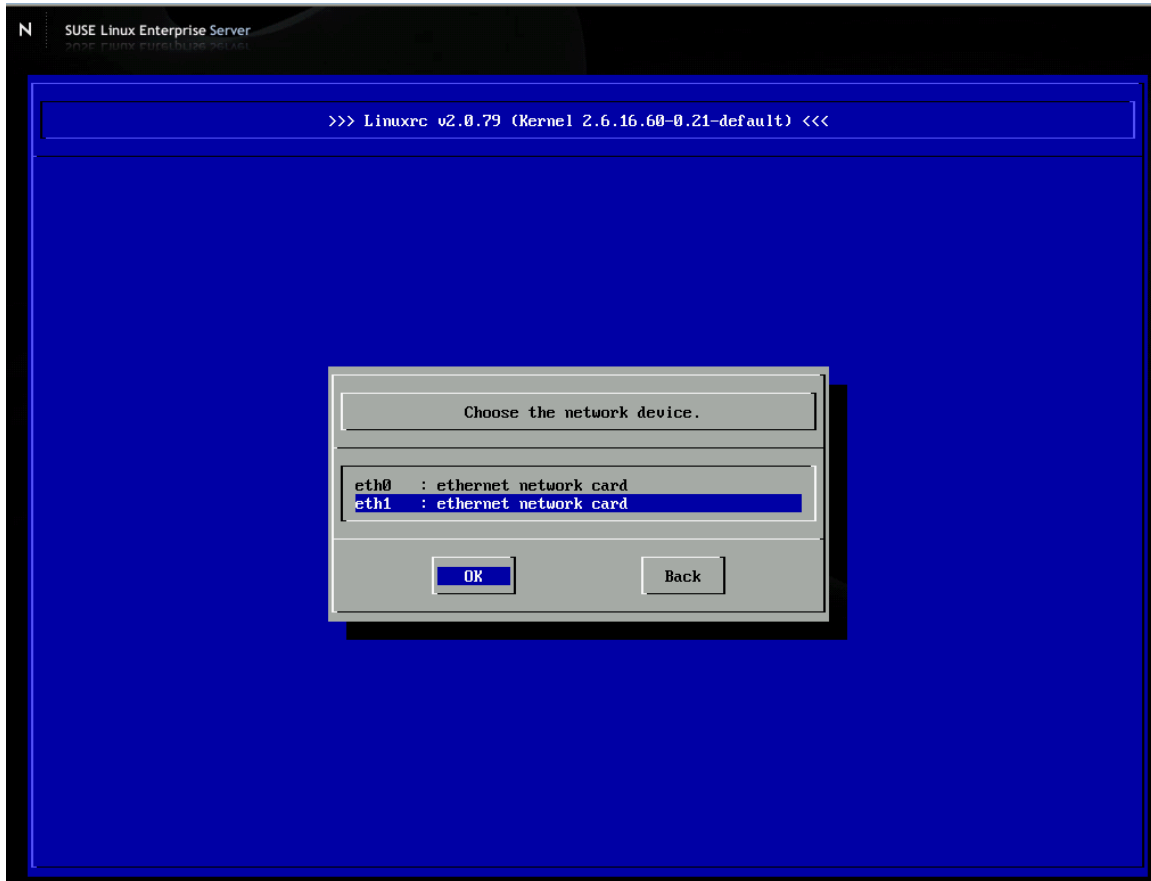 N SUSE Linux Enterprise Server
>>> Linuxrc v2.0.79 (Kernel 2.6.16.60-0.21-default) <<<
Choose the network device.
eth0 : ethernet network card
eth1 : ethernet network card
OK Back